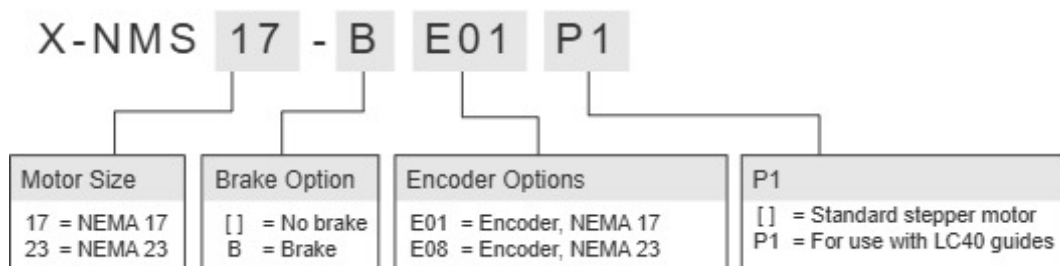 X-NMS 17 - B E01 P1
Motor Size
17 = NEMA 17
23 = NEMA 23
Brake Option
[ ] = No brake
B = Brake
Encoder Options
E01 = Encoder, NEMA 17
E08 = Encoder, NEMA 23
P1
[ ] = Standard stepper motor
P1 = For use with LC40 guides